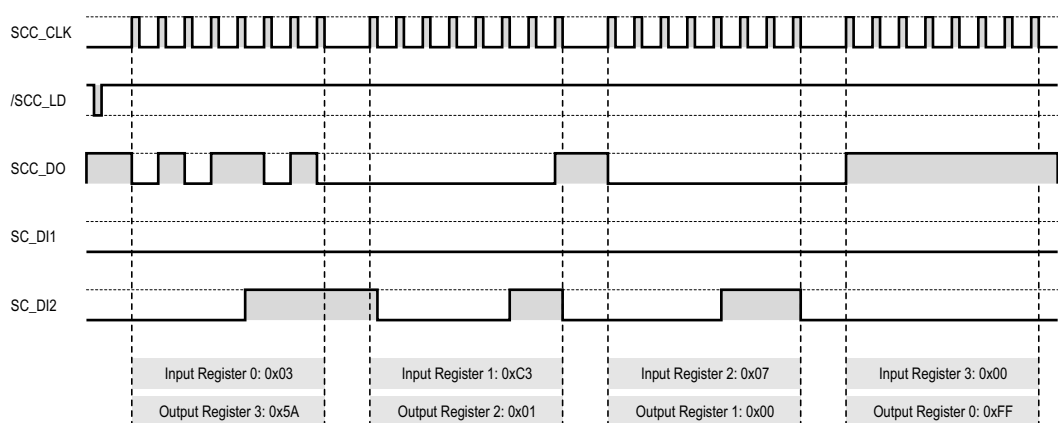 SCC_CLK
/SCC_LD
SCC_DO
SC_DI1
SC_DI2
Input Register 0: 0x03
Input Register 1: 0xC3
Input Register 2: 0x07
Input Register 3: 0x00
Output Register 3: 0x5A
Output Register 2: 0x01
Output Register 1: 0x00
Output Register 0: 0xFF